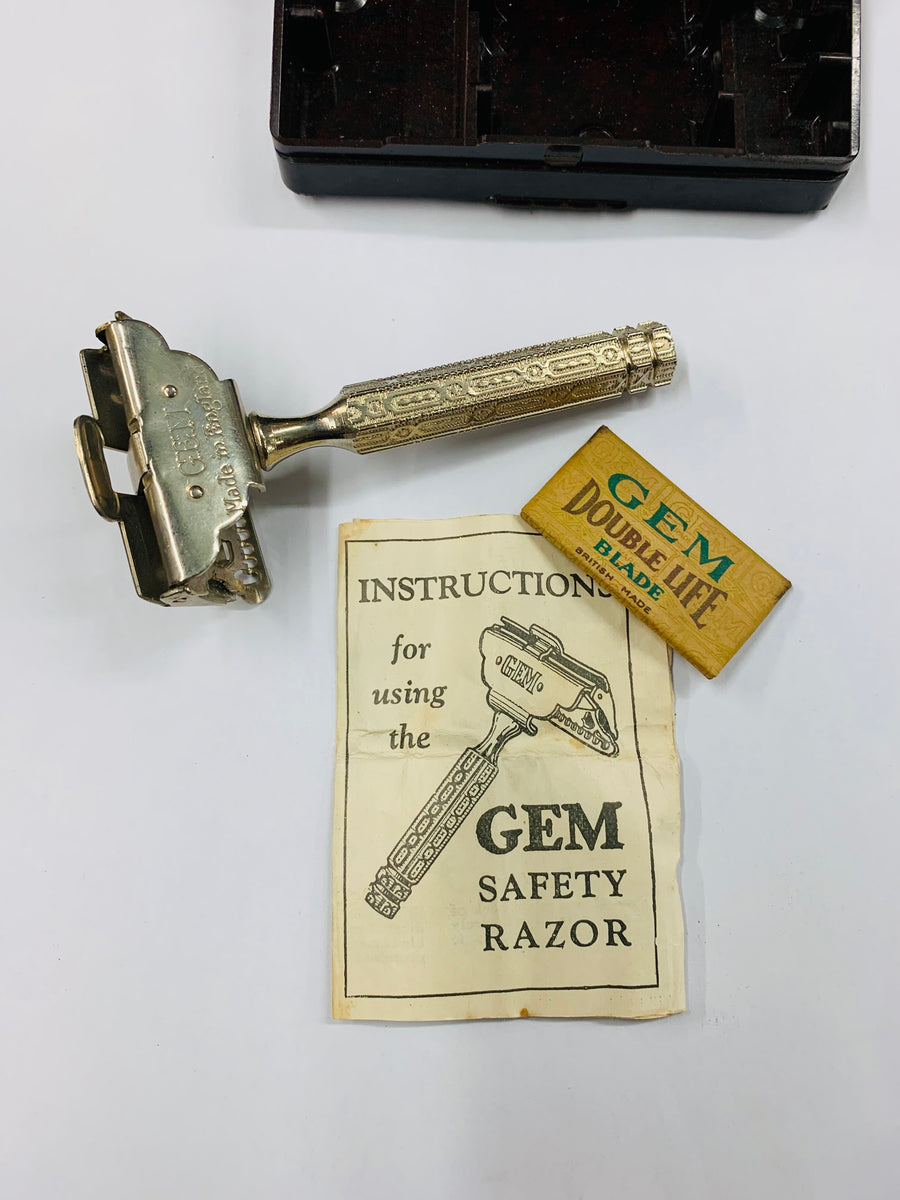 GEM
Made in England
GEM
DOUBLE LIFE
BLADE
BRITISH MADE
INSTRUCTIONS
for
using
the
GEM
GEM
SAFETY
RAZOR